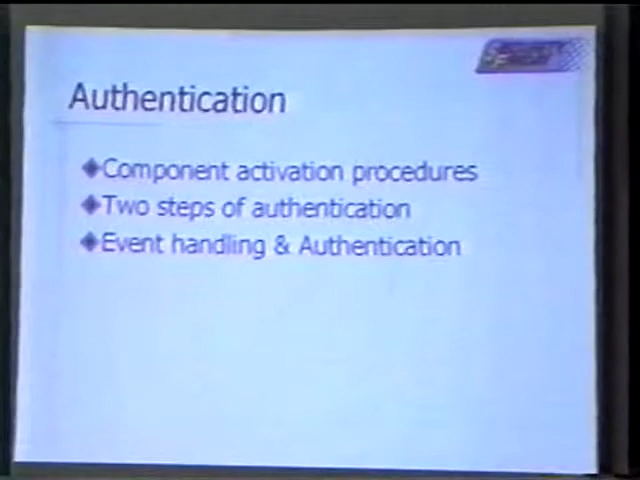 Authentication
Component activation procedures
Two steps of authentication
Event handling & Authentication